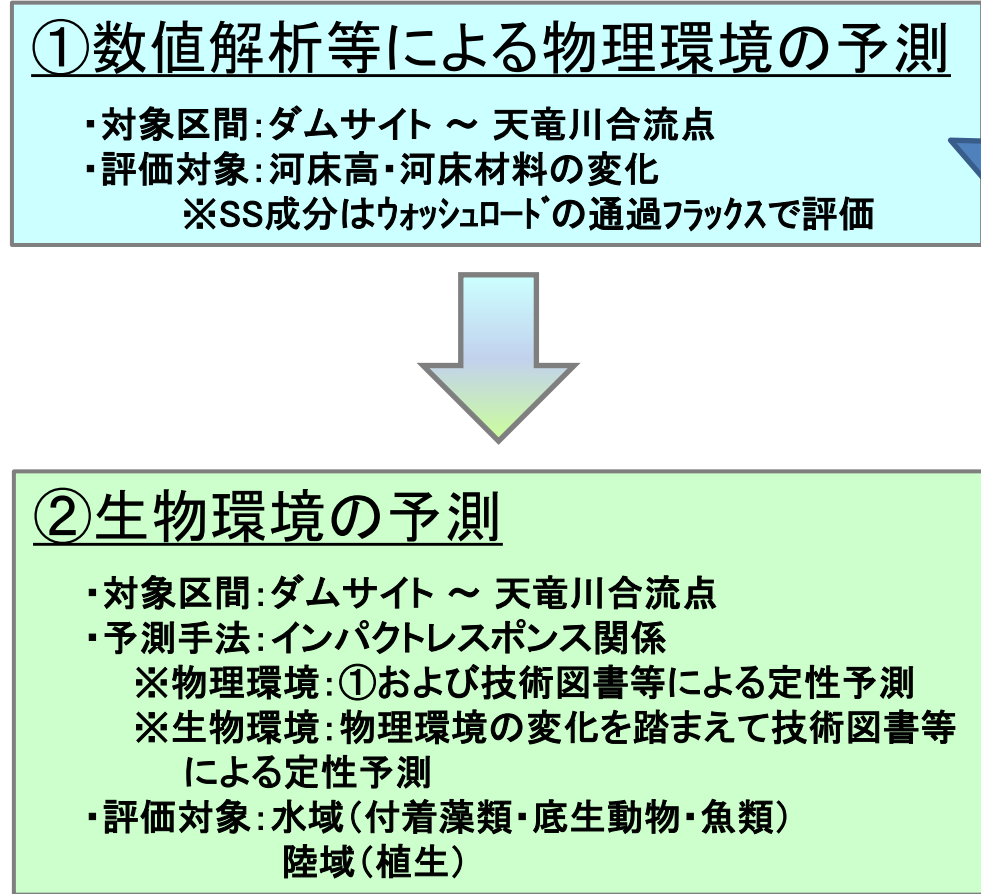 ①数値解析等による物理環境の予測
・対象区間：ダムサイト ～ 天竜川合流点
・評価対象：河床高・河床材料の変化
※SS成分はｳｫｯｼｭﾛｰﾄﾞの通過ﾌﾗｯｸｽで評価
②生物環境の予測
・対象区間：ダムサイト ～ 天竜川合流点
・予測手法：インパクトレスポンス関係
※物理環境：①および技術図書等による定性予測
※生物環境：物理環境の変化を踏まえて技術図書等
による定性予測
・評価対象：水域（付着藻類・底生動物・魚類）
陸域（植生）